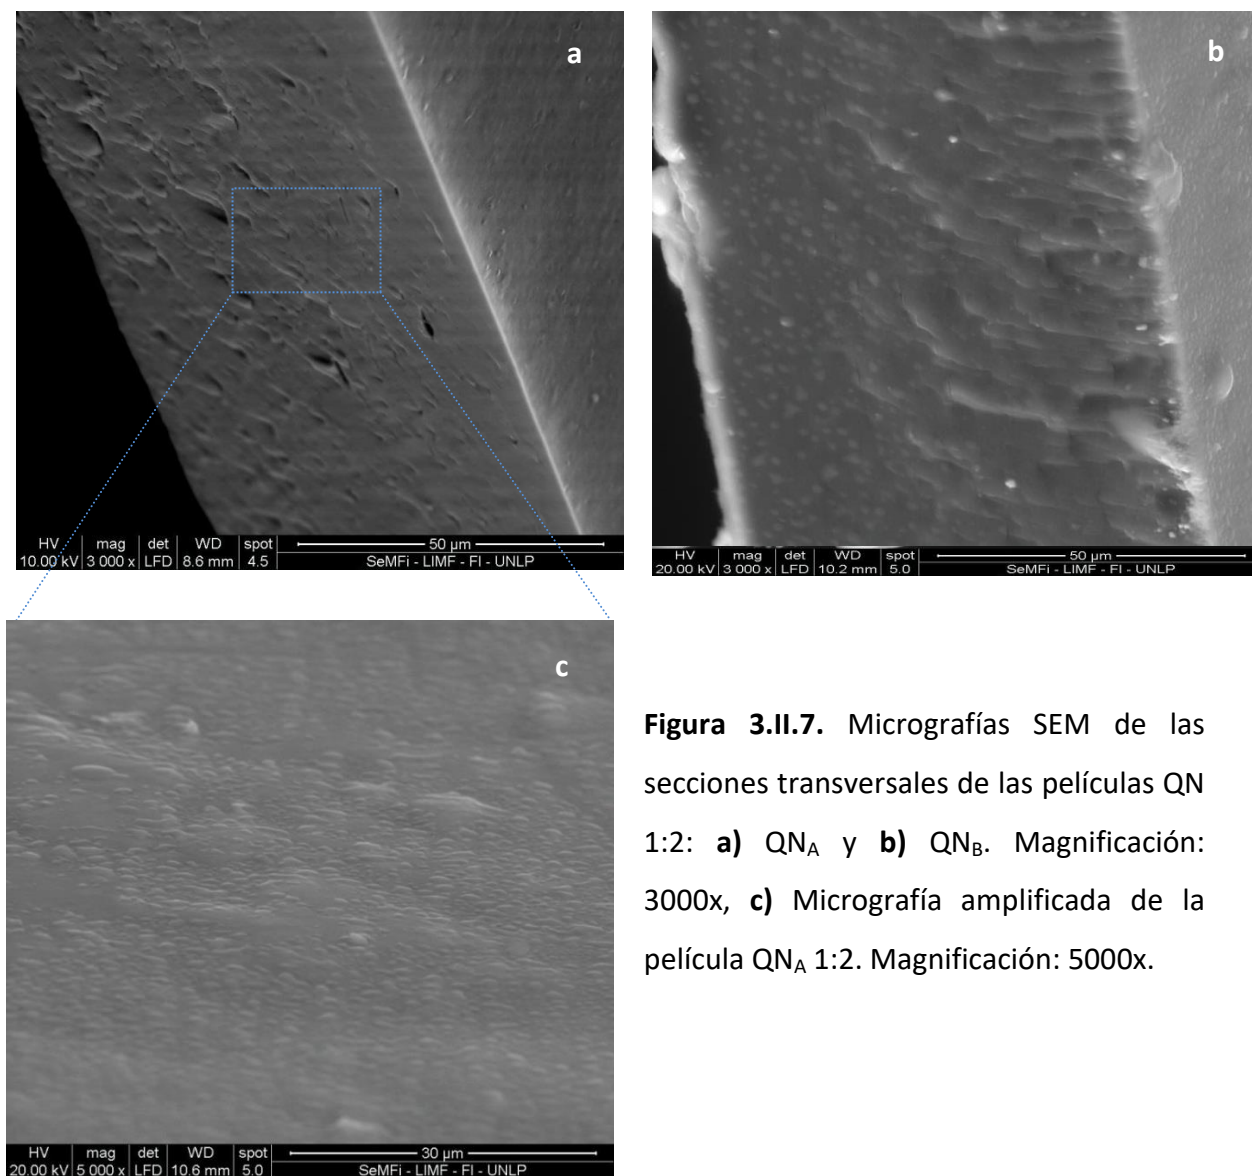 a
HV mag det WD spot 50 µm
10.00 kV 3 000 x LFD 8.6 mm 4.5 SeMFi - LIMF - FI - UNLP
b
HV mag det WD spot 50 µm
20.00 kV 3 000 x LFD 10.2 mm 5.0 SeMFi - LIMF - FI - UNLP
c
HV mag det WD spot 30 µm
20.00 kV 5 000 x LFD 10.6 mm 5.0 SeMFi - LIMF - FI - UNLP
Figura 3.II.7. Micrografías SEM de las
secciones transversales de las películas QN
1:2: a) QNA y b) QNB. Magnificación:
3000x, c) Micrografía amplificada de la
película QNA 1:2. Magnificación: 5000x.